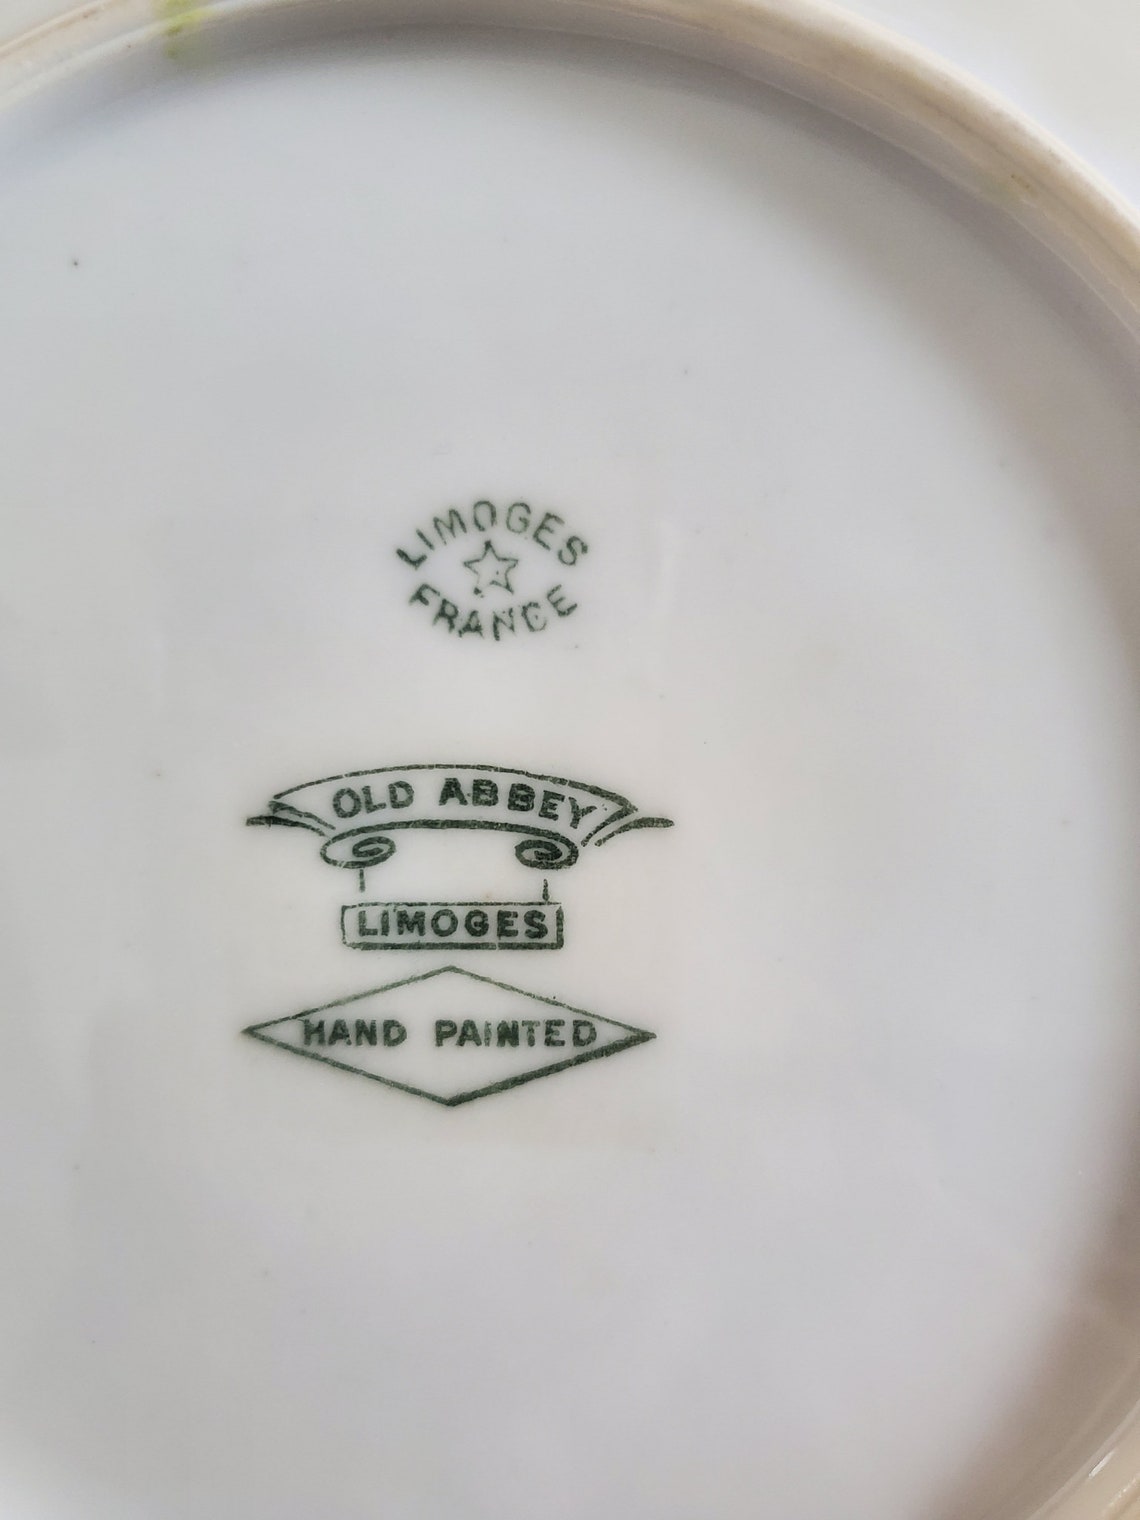 LIMOGES
FRANCE
OLD ABBEY
LIMOGES
HAND PAINTED